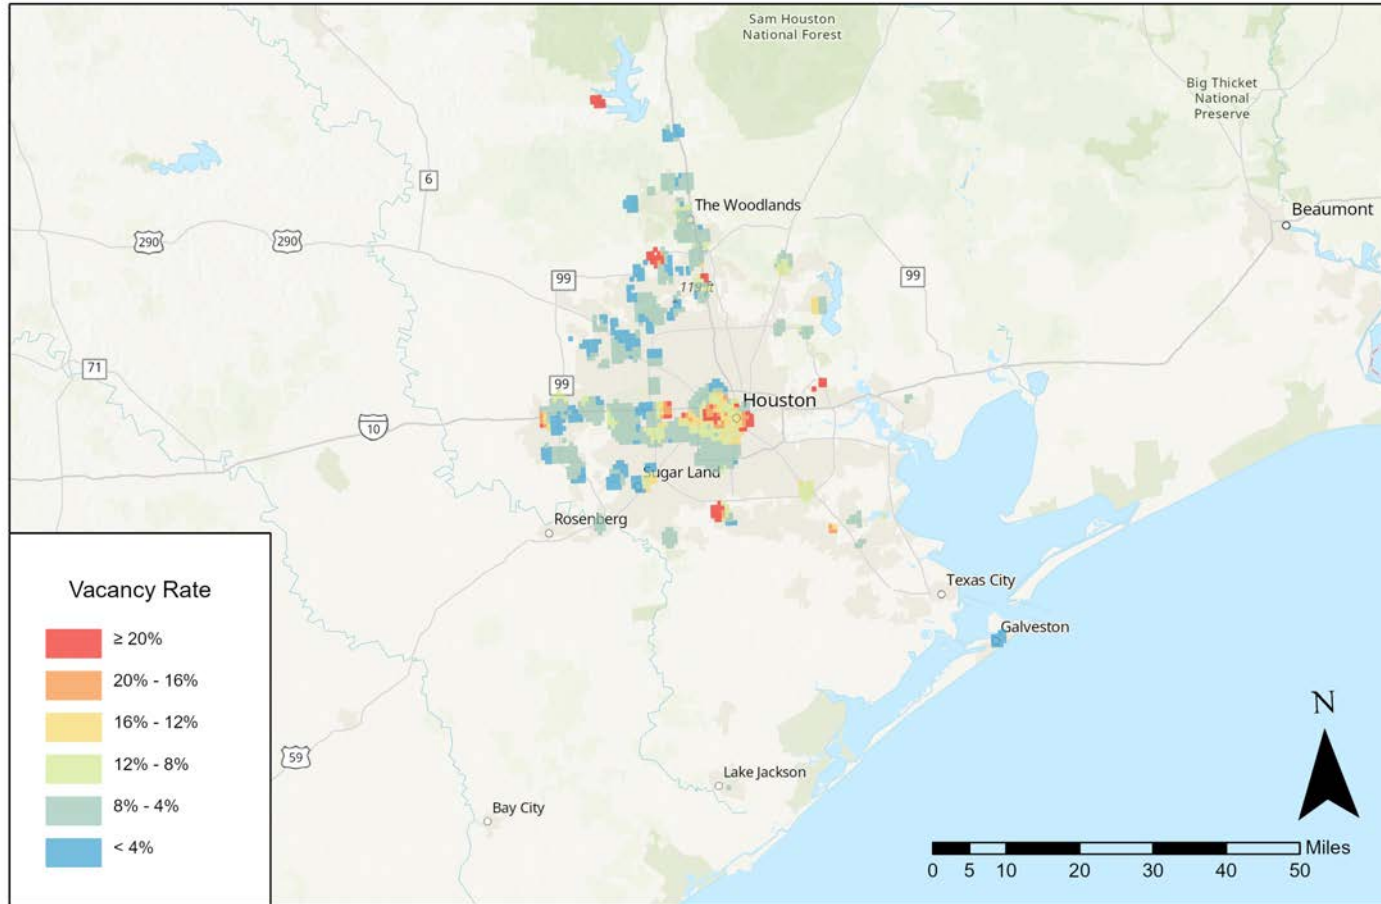 Sam Houston
National Forest
Big Thicket
National
Preserve
6
The Woodlands
Beaumont
290
290
99
99
71
99
Houston
10
Sugar Land
Rosenberg
Texas City
Galveston
59
Lake Jackson
Bay City
Vacancy Rate
≥ 20%
20% - 16%
16% - 12%
12% - 8%
8% - 4%
< 4%
N
Miles
0 5 10 20 30 40 50